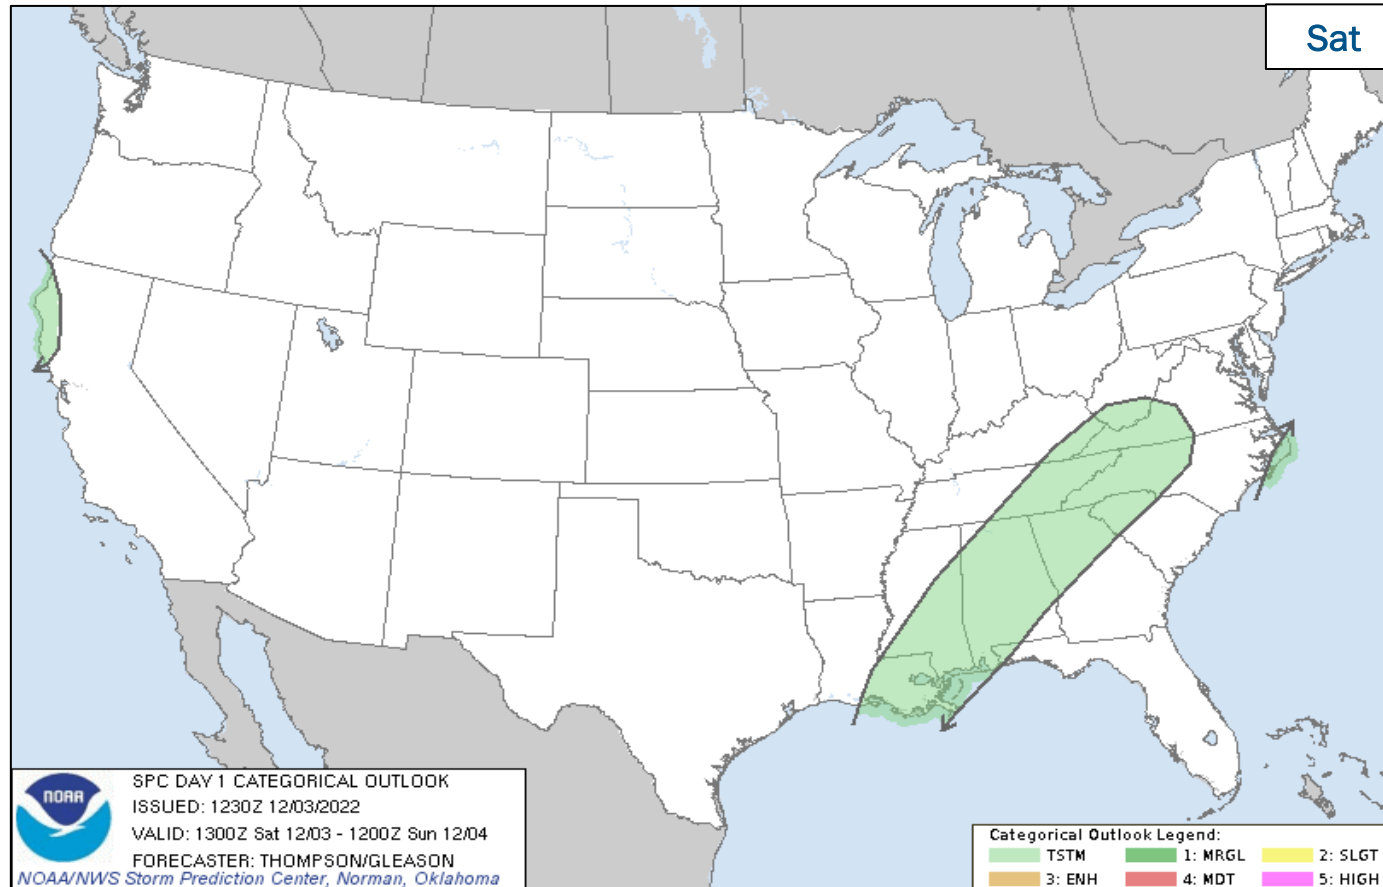 Sat
NOAA
SPC DAY 1 CATEGORICAL OUTLOOK
ISSUED: 1230Z 12/03/2022
VALID: 1300Z Sat 12/03 - 1200Z Sun 12/04
FORECASTER: THOMPSON/GLEASON
NOAA/NWS Storm Prediction Center, Norman, Oklahoma
Categorical Outlook Legend:
TSTM 1: MRGL 2: SLGT
3: ENH 4: MDT 5: HIGH